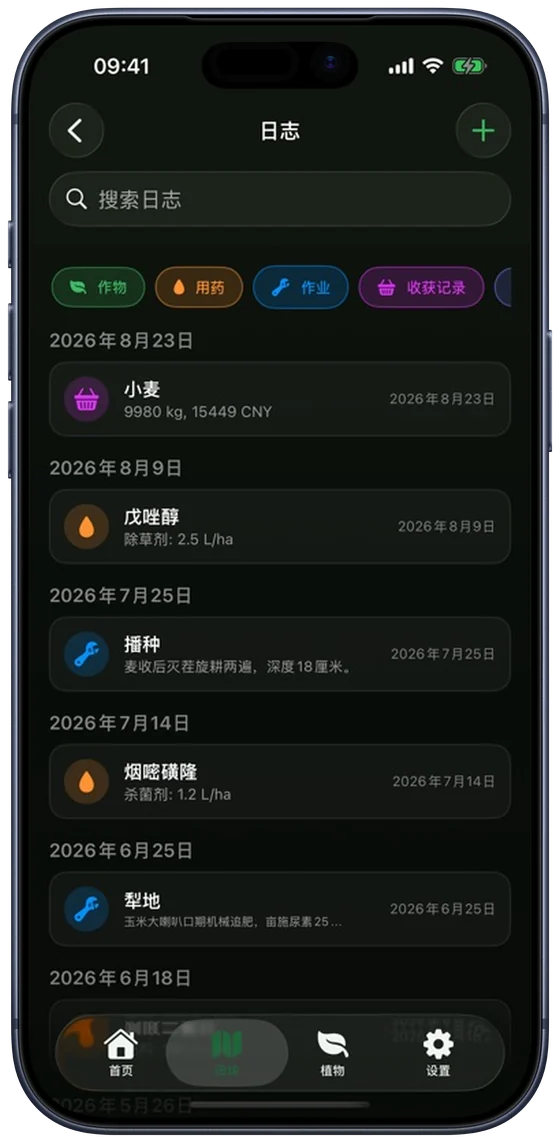 09:41
日志
搜索日志
作物
用药
作业
收获记录
2026年8月23日
小麦
9980 kg, 15449 CNY
2026年8月23日
2026年8月9日
戊唑醇
除草剂: 2.5 L/ha
2026年8月9日
2026年7月25日
播种
麦收后灭茬旋耕两遍，深度18厘米。
2026年7月25日
2026年7月14日
烟嘧磺隆
杀菌剂: 1.2 L/ha
2026年7月14日
2026年6月25日
犁地
玉米大喇叭口期机械追肥，亩施尿素25...
2026年6月25日
2026年6月18日
首页
植物
设置
2026年5月26日